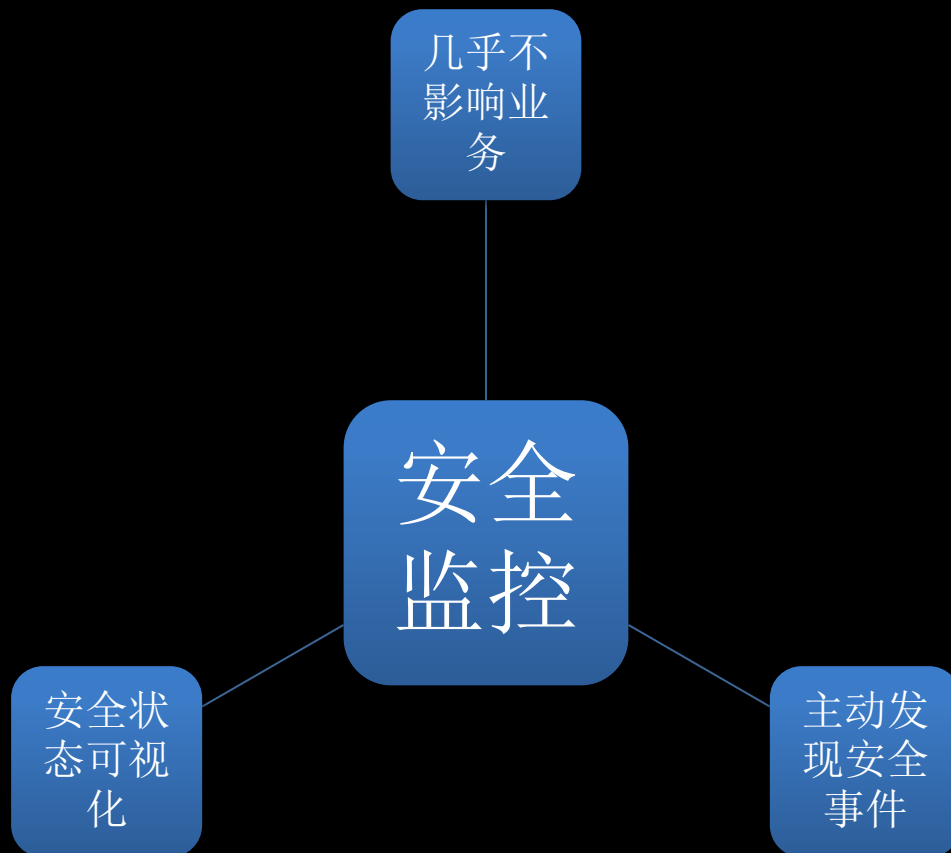 几乎不
影响业
务
安全
监控
安全状
态可视
化
主动发
现安全
事件